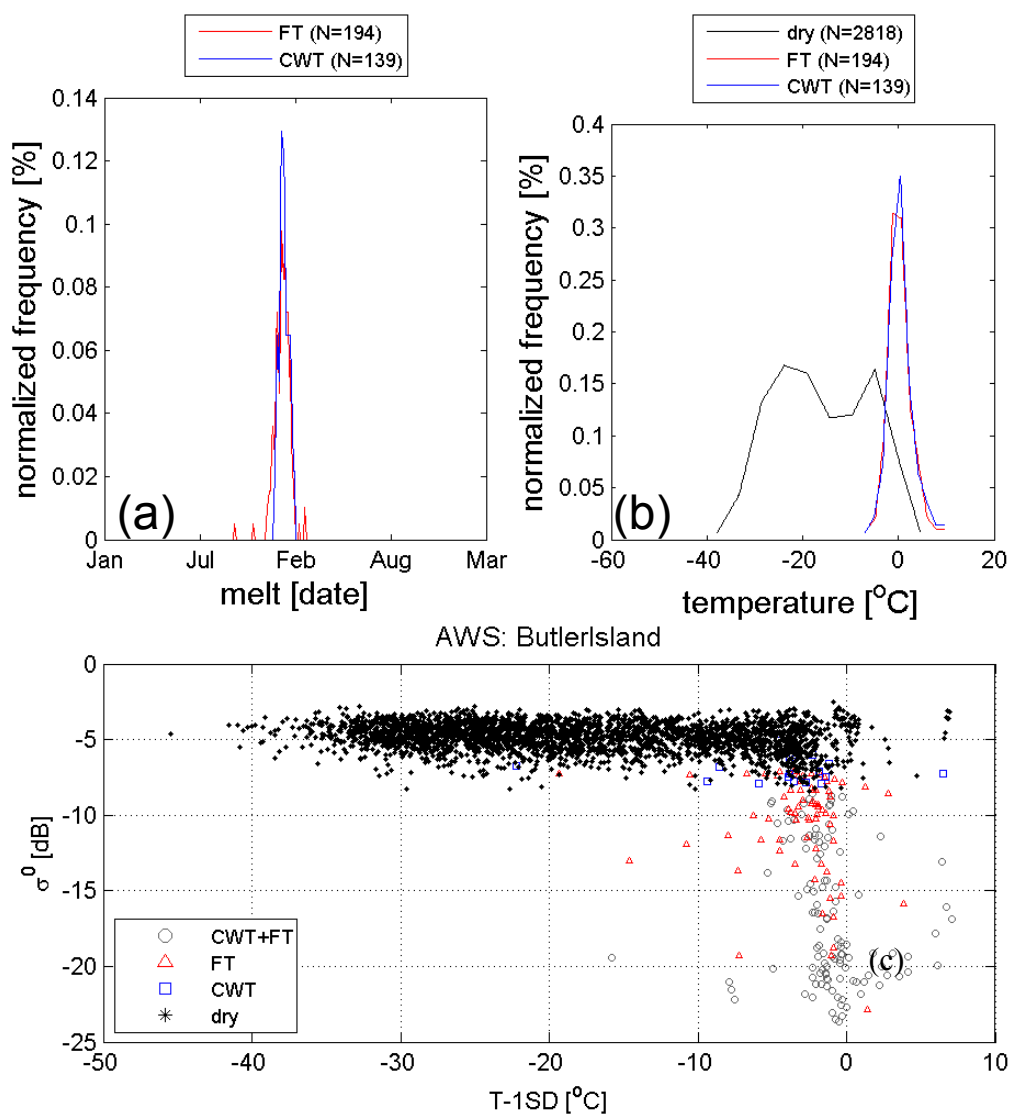 FT (N=194)
CWT (N=139)
dry (N=2818)
FT (N=194)
CWT (N=139)
0.14
0.12
0.1
0.08
0.06
0.04
0.02
0
normalized frequency [%]
(a)
Jan Jul Feb Aug Mar
melt [date]
0.4
0.35
0.3
0.25
0.2
0.15
0.1
0.05
0
normalized frequency [%]
(b)
-60 -40 -20 0 20
temperature [°C]
AWS: ButlerIsland
0
-5
-10
-15
-20
-25
σ⁰ [dB]
CWT+FT
FT
CWT
dry
(c)
-50 -40 -30 -20 -10 0 10
T-1SD [°C]